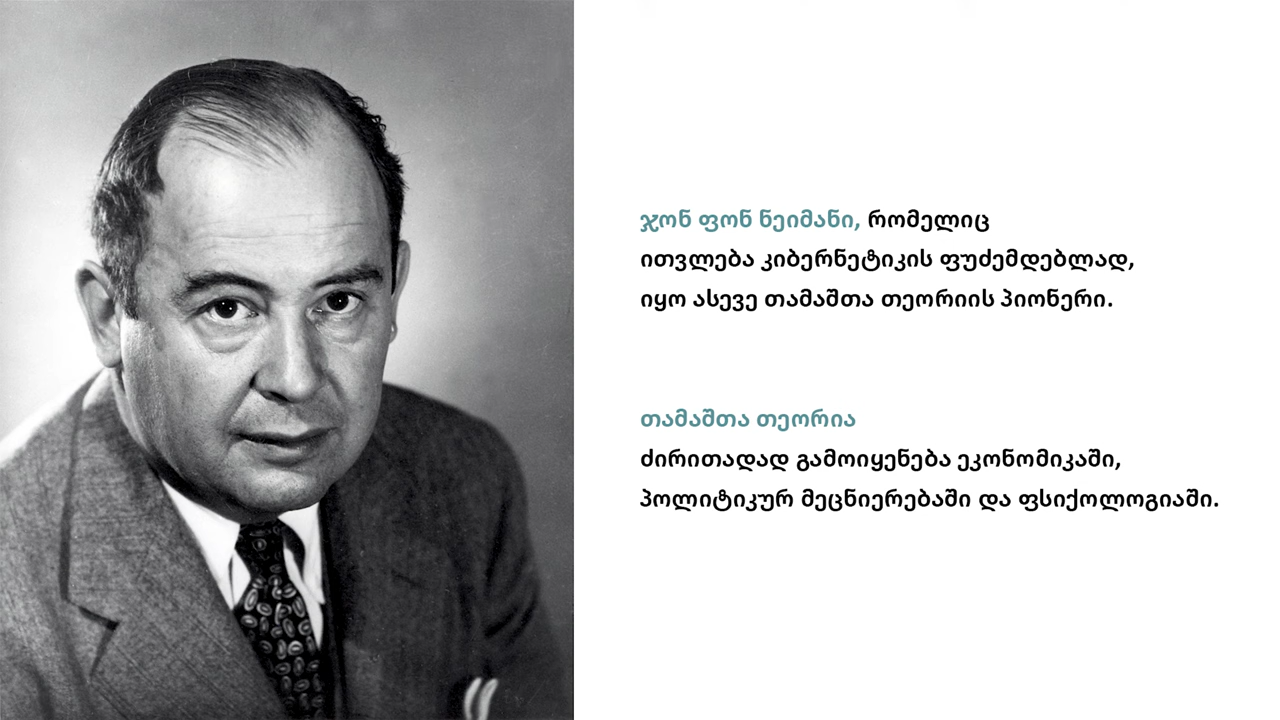 ჯონ ფონ ნეიმანი, რომელიც
ითვლება კიბერნეტიკის ფუძემდებლად,
იყო ასევე თამაშთა თეორიის პიონერი.
თამაშთა თეორია
ძირითადად გამოიყენება ეკონომიკაში,
პოლიტიკურ მეცნიერებაში და ფსიქოლოგიაში.